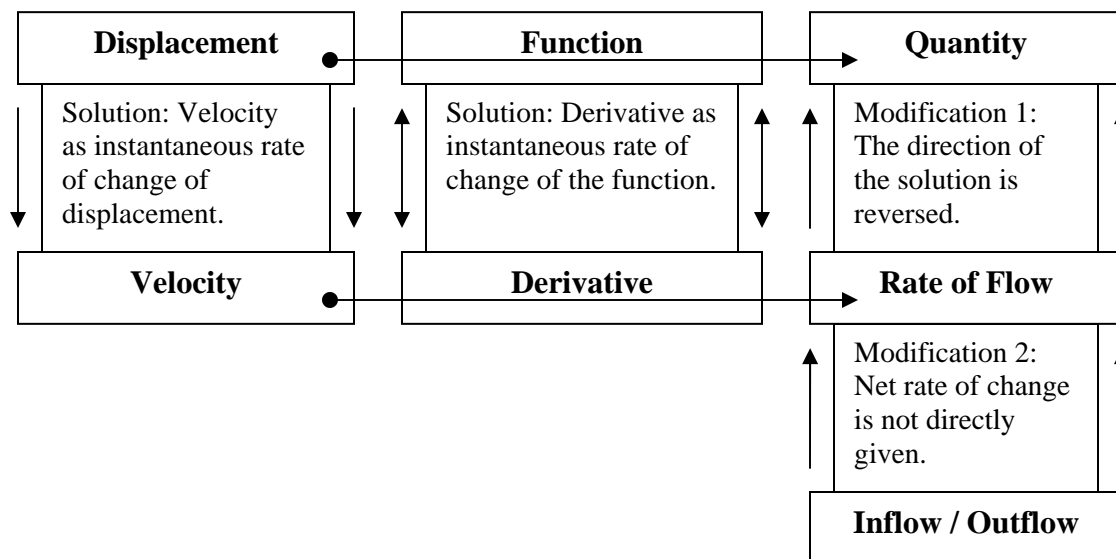 Displacement
Function
Quantity
Solution: Velocity
as instantaneous rate
of change of
displacement.
Solution: Derivative as
instantaneous rate of
change of the function.
Modification 1:
The direction of
the solution is
reversed.
Velocity
Derivative
Rate of Flow
Modification 2:
Net rate of change
is not directly
given.
Inflow / Outflow